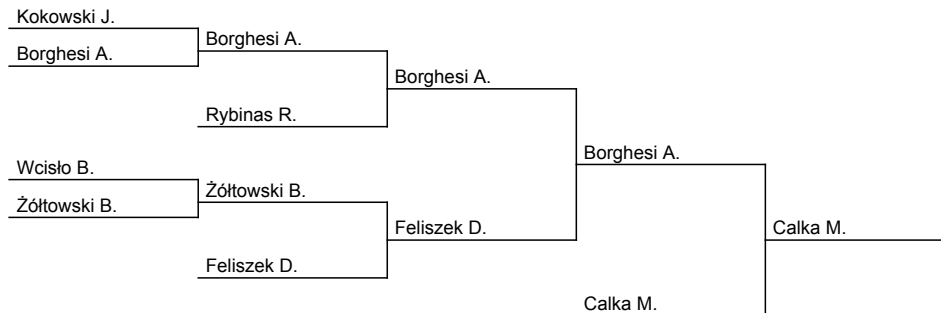 Kokowski J.
Borghesi A.
Borghesi A.
Borghesi A.
Rybinas R.
Borghesi A.
Wcisło B.
Żółtowski B.
Żółtowski B.
Feliszek D.
Calka M.
Feliszek D.
Calka M.